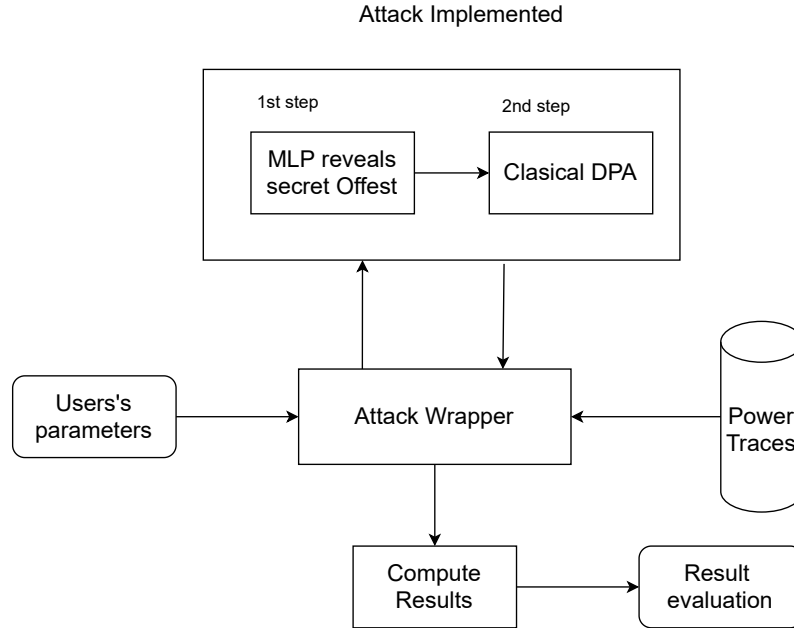 Attack Implemented
1st step
2nd step
MLP reveals
secret Offest
Clasical DPA
Users's
parameters
Attack Wrapper
Power
Traces
Compute
Results
Result
evaluation